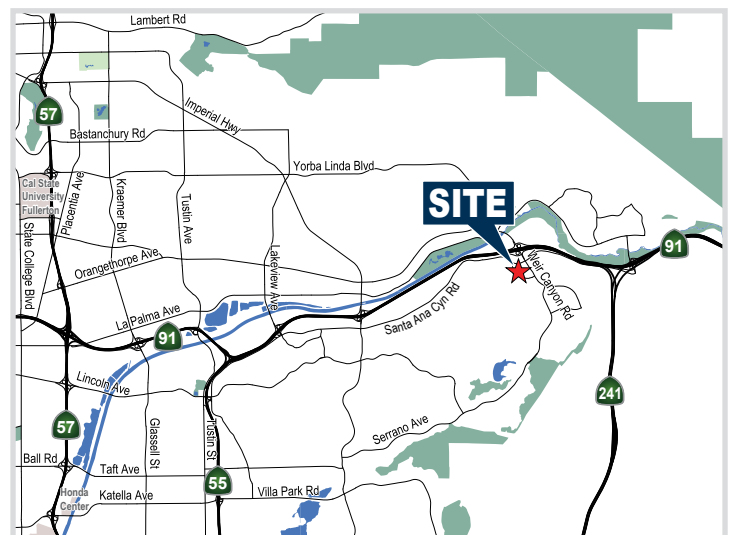 Lambert Rd
57
Imperial Hwy
Bastanchury Rd
Yorba Linda Blvd
Cal State
University
Fullerton
Placentia Ave
Kraemer Blvd
Tustin Ave
SITE
State College Blvd
Orangethorpe Ave
Lakeview Ave
91
Weir Canyon Rd
La Palma Ave
Santa Ana Cyn Rd
91
Lincoln Ave
241
57
Glassell St
Tustin St
Serrano Ave
Ball Rd
Taft Ave
55
Honda
Center
Katella Ave
Villa Park Rd